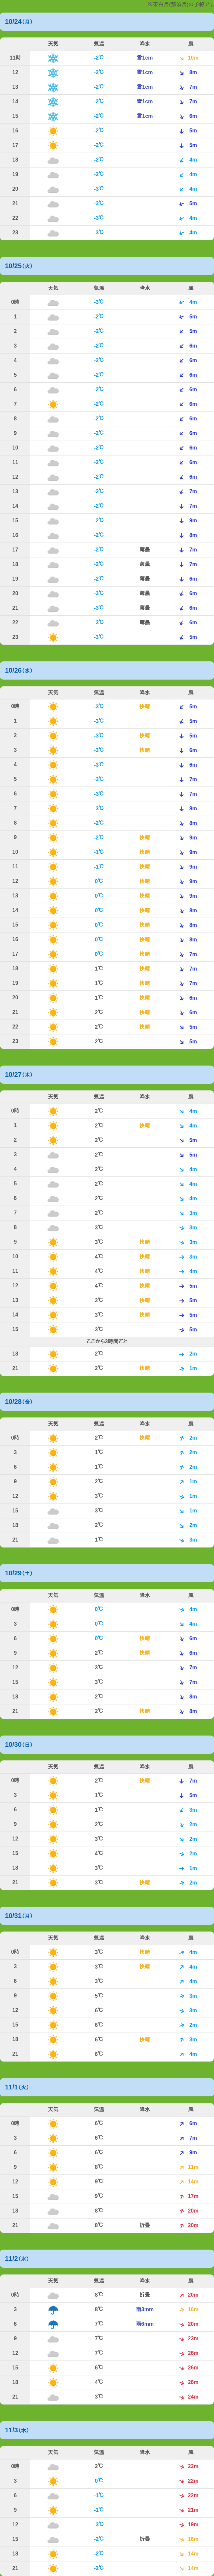 10/24(月)
天気 気温 降水 風
11時 -2℃ 雪1cm 10m
12 -2℃ 雪1cm 8m
13 -2℃ 雪1cm 7m
14 -2℃ 雪1cm 7m
15 -2℃ 雪1cm 6m
16 -2℃ 5m
17 -2℃ 5m
18 -2℃ 4m
19 -2℃ 4m
20 -3℃ 4m
21 -3℃ 5m
22 -3℃ 4m
23 -3℃ 4m
10/25(火)
天気 気温 降水 風
0時 -3℃ 4m
1 -2℃ 5m
2 -2℃ 5m
3 -2℃ 6m
4 -2℃ 6m
5 -2℃ 6m
6 -2℃ 6m
7 -2℃ 6m
8 -2℃ 6m
9 -2℃ 6m
10 -2℃ 6m
11 -2℃ 6m
12 -2℃ 6m
13 -2℃ 7m
14 -2℃ 7m
15 -2℃ 9m
16 -2℃ 8m
17 -2℃ 薄曇 7m
18 -2℃ 薄曇 7m
19 -2℃ 薄曇 6m
20 -3℃ 薄曇 6m
21 -3℃ 薄曇 6m
22 -3℃ 薄曇 6m
23 -3℃ 5m
10/26(水)
天気 気温 降水 風
0時 -3℃ 快晴 5m
1 -3℃ 5m
2 -3℃ 快晴 5m
3 -3℃ 快晴 6m
4 -3℃ 6m
5 -3℃ 7m
6 -3℃ 7m
7 -3℃ 8m
8 -2℃ 8m
9 -2℃ 快晴 9m
10 -1℃ 快晴 9m
11 -1℃ 快晴 9m
12 0℃ 快晴 9m
13 0℃ 快晴 9m
14 0℃ 快晴 8m
15 0℃ 快晴 8m
16 0℃ 快晴 8m
17 0℃ 快晴 7m
18 1℃ 快晴 7m
19 1℃ 快晴 7m
20 1℃ 快晴 6m
21 2℃ 快晴 6m
22 2℃ 快晴 5m
23 2℃ 5m
10/27(木)
天気 気温 降水 風
0時 2℃ 4m
1 2℃ 快晴 4m
2 2℃ 5m
3 2℃ 5m
4 2℃ 4m
5 2℃ 4m
6 2℃ 4m
7 2℃ 3m
8 3℃ 3m
9 3℃ 快晴 3m
10 4℃ 快晴 3m
11 4℃ 快晴 4m
12 4℃ 快晴 5m
13 3℃ 快晴 5m
14 3℃ 快晴 5m
15 3℃ 5m
ここから3時間ごと
18 2℃ 2m
21 2℃ 快晴 1m
10/28(金)
天気 気温 降水 風
0時 2℃ 快晴 2m
3 1℃ 2m
6 1℃ 2m
9 2℃ 1m
12 3℃ 1m
15 3℃ 1m
18 2℃ 2m
21 1℃ 3m
10/29(土)
天気 気温 降水 風
0時 0℃ 4m
3 0℃ 4m
6 0℃ 快晴 6m
9 2℃ 快晴 6m
12 3℃ 7m
15 3℃ 7m
18 2℃ 8m
21 2℃ 快晴 8m
10/30(日)
天気 気温 降水 風
0時 2℃ 快晴 7m
3 1℃ 5m
6 1℃ 3m
9 2℃ 2m
12 3℃ 2m
15 4℃ 2m
18 3℃ 1m
21 3℃ 快晴 2m
10/31(月)
天気 気温 降水 風
0時 3℃ 快晴 4m
3 3℃ 快晴 4m
6 3℃ 4m
9 5℃ 3m
12 6℃ 3m
15 6℃ 2m
18 6℃ 快晴 3m
21 6℃ 4m
11/1(火)
天気 気温 降水 風
0時 6℃ 6m
3 6℃ 7m
6 6℃ 9m
9 8℃ 11m
12 9℃ 14m
15 9℃ 17m
18 8℃ 20m
21 8℃ 折曇 20m
11/2(水)
天気 気温 降水 風
0時 8℃ 折曇 20m
3 8℃ 雨3mm 16m
6 7℃ 雨6mm 20m
9 7℃ 23m
12 7℃ 26m
15 6℃ 26m
18 4℃ 26m
21 3℃ 24m
11/3(木)
天気 気温 降水 風
0時 2℃ 22m
3 0℃ 22m
6 -1℃ 22m
9 -1℃ 21m
12 -3℃ 19m
15 -2℃ 折曇 16m
18 -2℃ 14m
21 -2℃ 14m